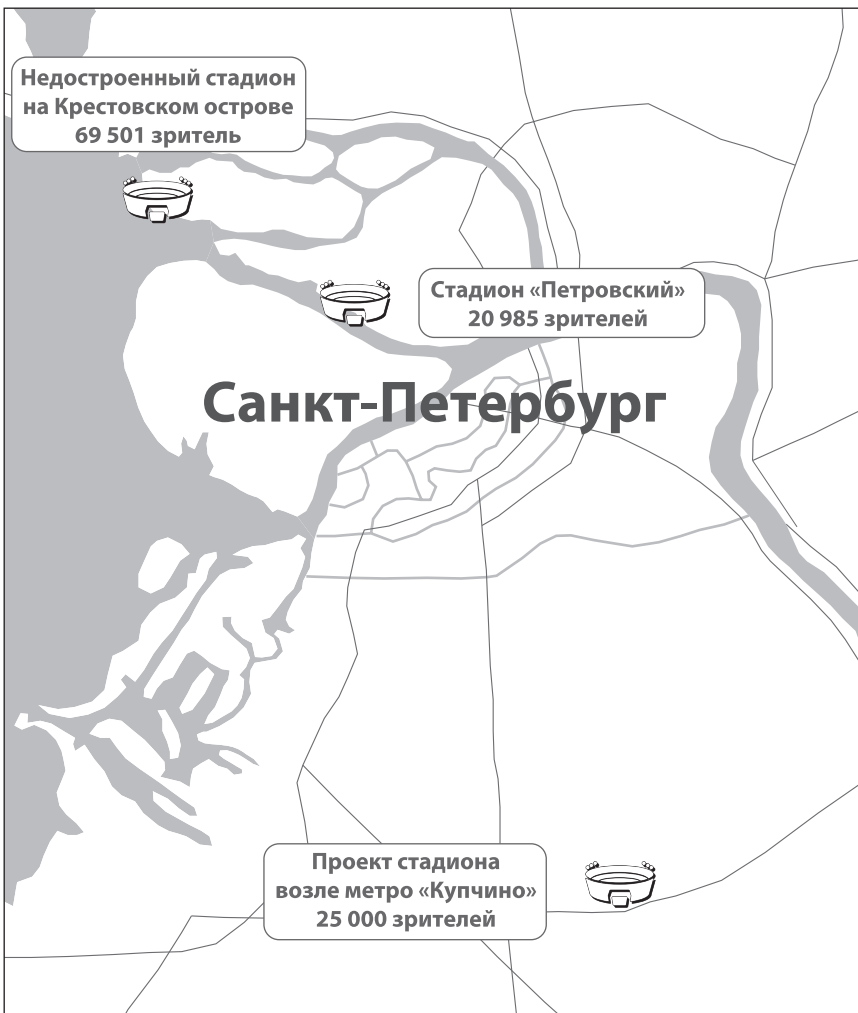 Недостроенный стадион
на Крестовском острове
69 501 зритель
Стадион «Петровский»
20 985 зрителей
Санкт-Петербург
Проект стадиона
возле метро «Купчино»
25 000 зрителей